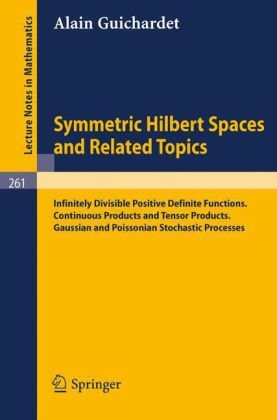 Alain Guichardet
Lecture Notes in Mathematics
261
Symmetric Hilbert Spaces
and Related Topics
Infinitely Divisible Positive Definite Functions.
Continuous Products and Tensor Products.
Gaussian and Poissonian Stochastic Processes
Springer